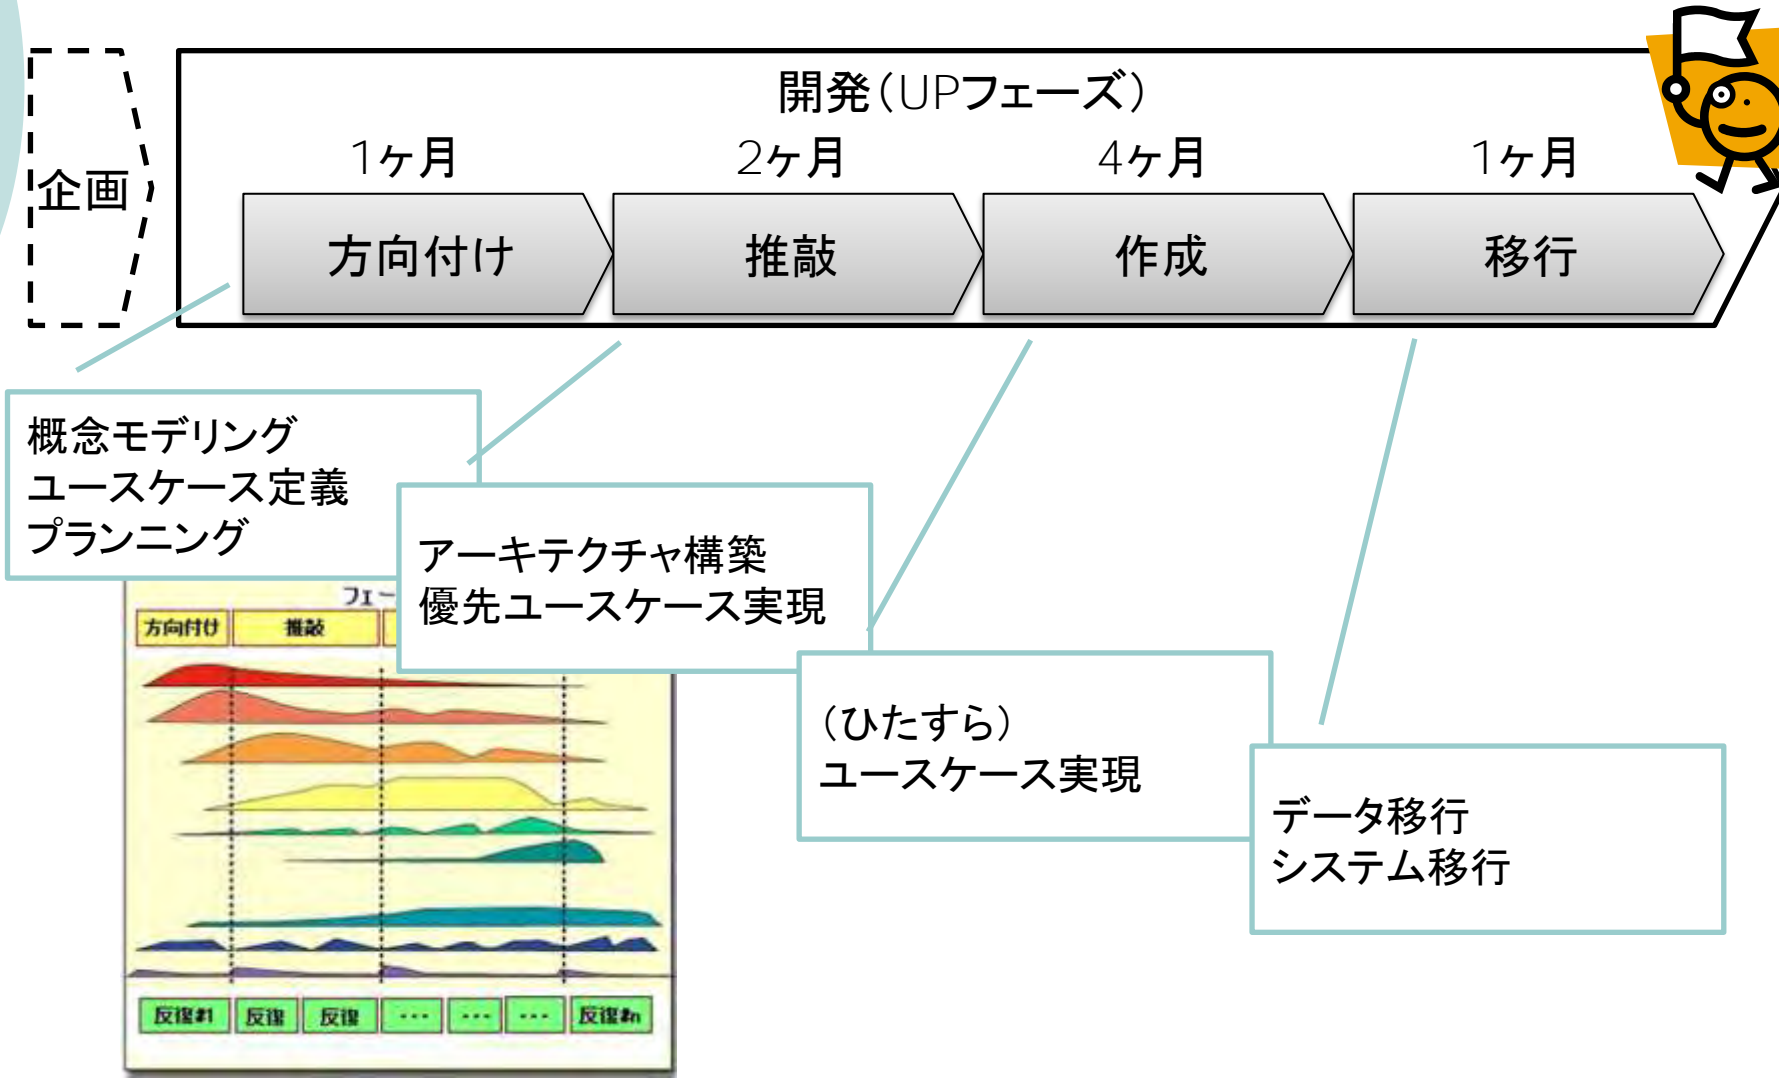 企画
開発(UPフェーズ)
1ヶ月
2ヶ月
4ヶ月
1ヶ月
方向付け
推敲
作成
移行
概念モデリング
ユースケース定義
プランニング
アーキテクチャ構築
優先ユースケース実現
(ひたすら)
ユースケース実現
データ移行
システム移行
フェー
方向付け
推敲
反復#1
反復
反復
...
...
...
反復#n